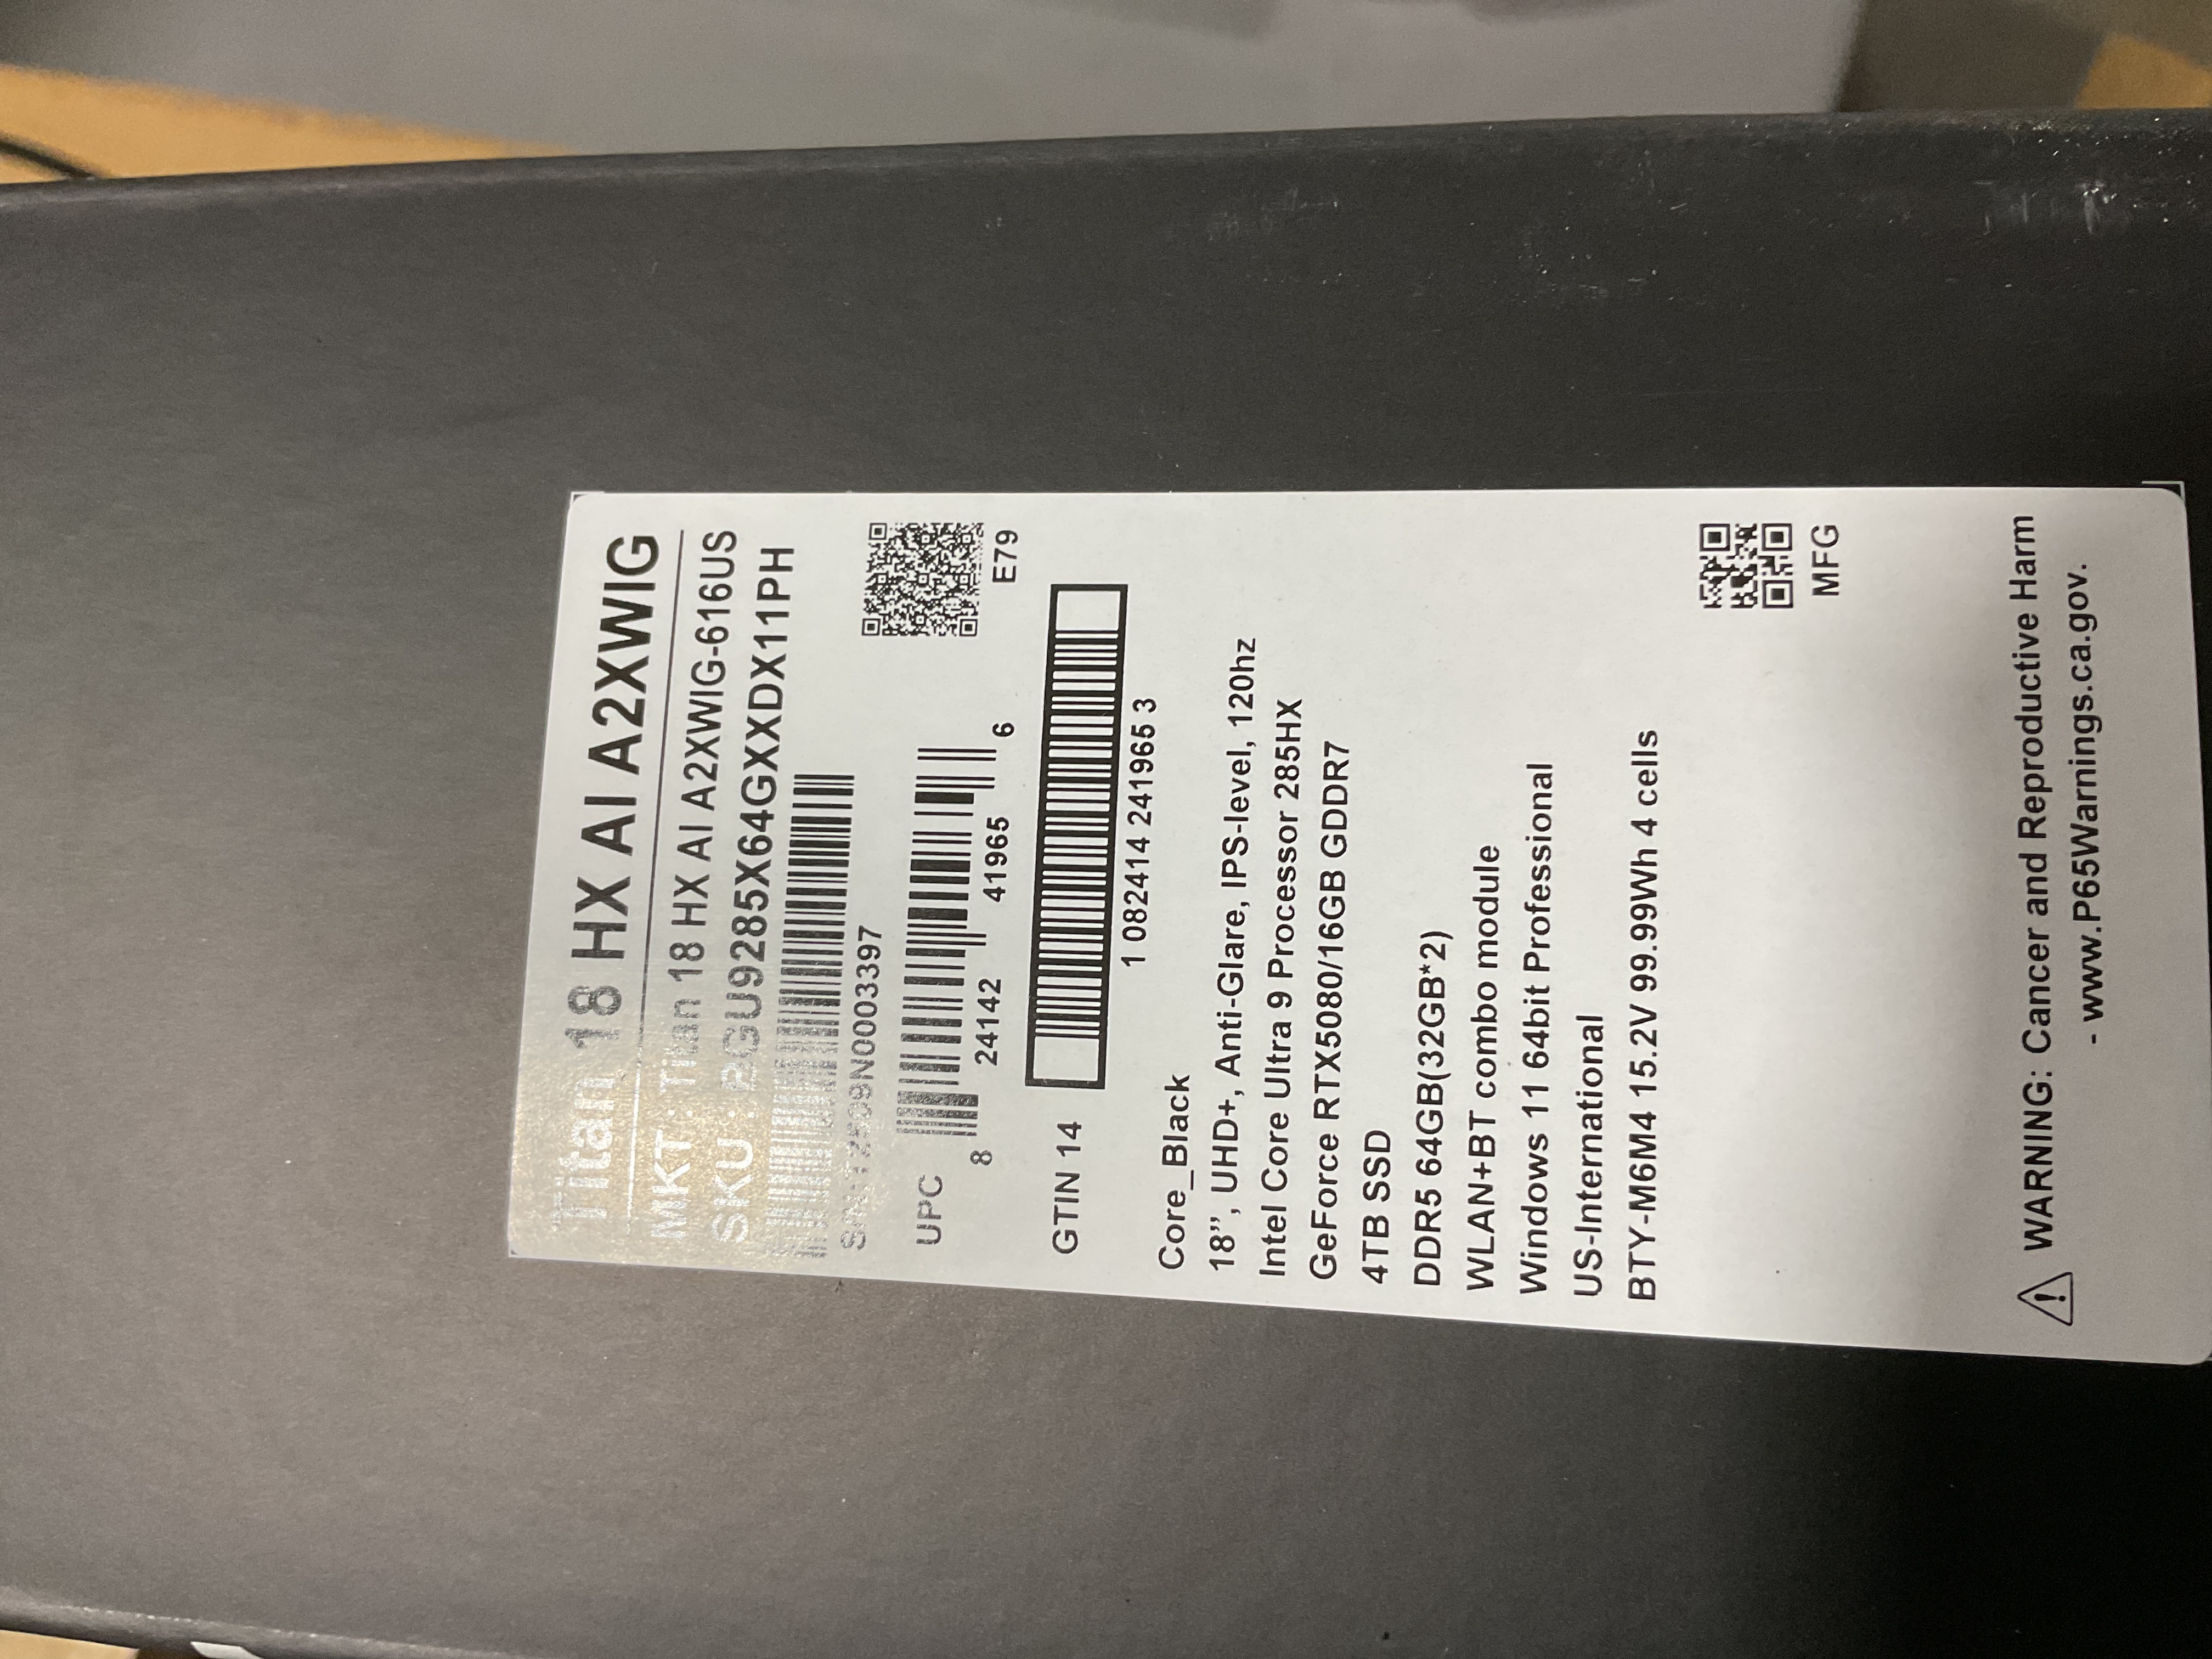 Titan 18 HX AI A2XWIG
MKT : Titan 18 HX AI A2XWIG-616US
SKU : BGU9285X64GXXDX11PH
E79
UPC
8 24142 41965 6
GTIN 14
1 082414 241965 3
Core_Black
18”, UHD+, Anti-Glare, IPS-level, 120hz
Intel Core Ultra 9 Processor 285HX
GeForce RTX5080/16GB GDDR7
4TB SSD
DDR5 64GB(32GB*2)
WLAN+BT combo module
Windows 11 64bit Professional
US-International
BTY-M6M4 15.2V 99.99Wh 4 cells
MFG
WARNING: Cancer and Reproductive Harm
- www.P65Warnings.ca.gov.